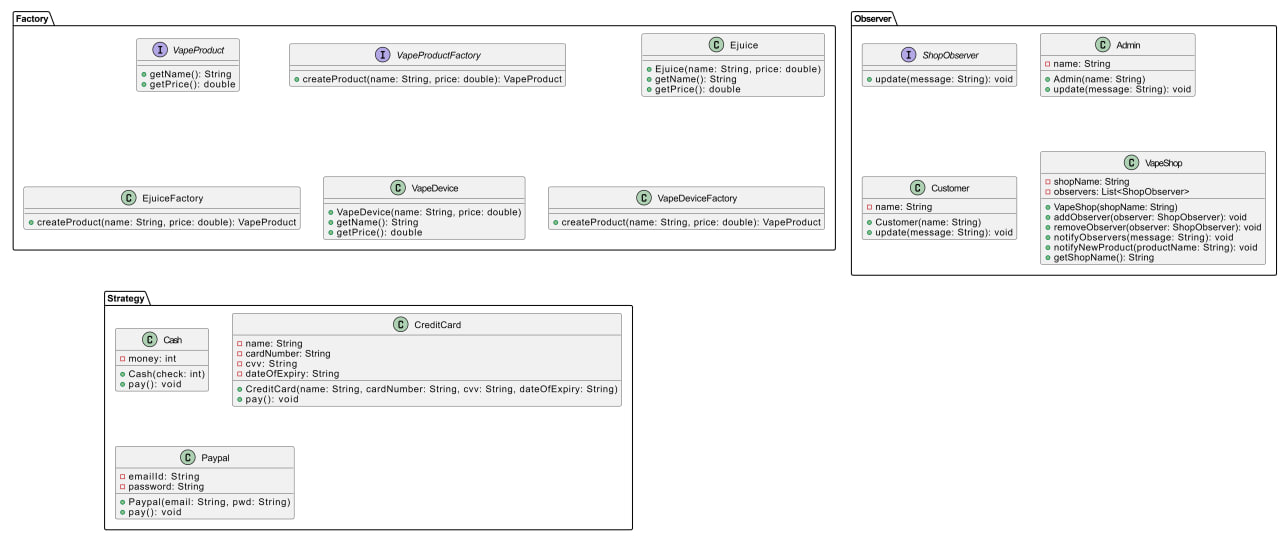 Factory
I VapeProduct
getName(): String
getPrice(): double
I VapeProductFactory
createProduct(name: String, price: double): VapeProduct
C Ejuice
Ejuice(name: String, price: double)
getName(): String
getPrice(): double
C EjuiceFactory
createProduct(name: String, price: double): VapeProduct
C VapeDevice
VapeDevice(name: String, price: double)
getName(): String
getPrice(): double
C VapeDeviceFactory
createProduct(name: String, price: double): VapeProduct
Observer
I ShopObserver
update(message: String): void
C Admin
name: String
Admin(name: String)
update(message: String): void
C Customer
name: String
Customer(name: String)
update(message: String): void
C VapeShop
shopName: String
observers: List<ShopObserver>
VapeShop(shopName: String)
addObserver(observer: ShopObserver): void
removeObserver(observer: ShopObserver): void
notifyObservers(message: String): void
notifyNewProduct(productName: String): void
getShopName(): String
Strategy
C Cash
money: int
Cash(check: int)
pay(): void
C CreditCard
name: String
cardNumber: String
cvv: String
dateOfExpiry: String
CreditCard(name: String, cardNumber: String, cvv: String, dateOfExpiry: String)
pay(): void
C Paypal
emailId: String
password: String
Paypal(email: String, pwd: String)
pay(): void